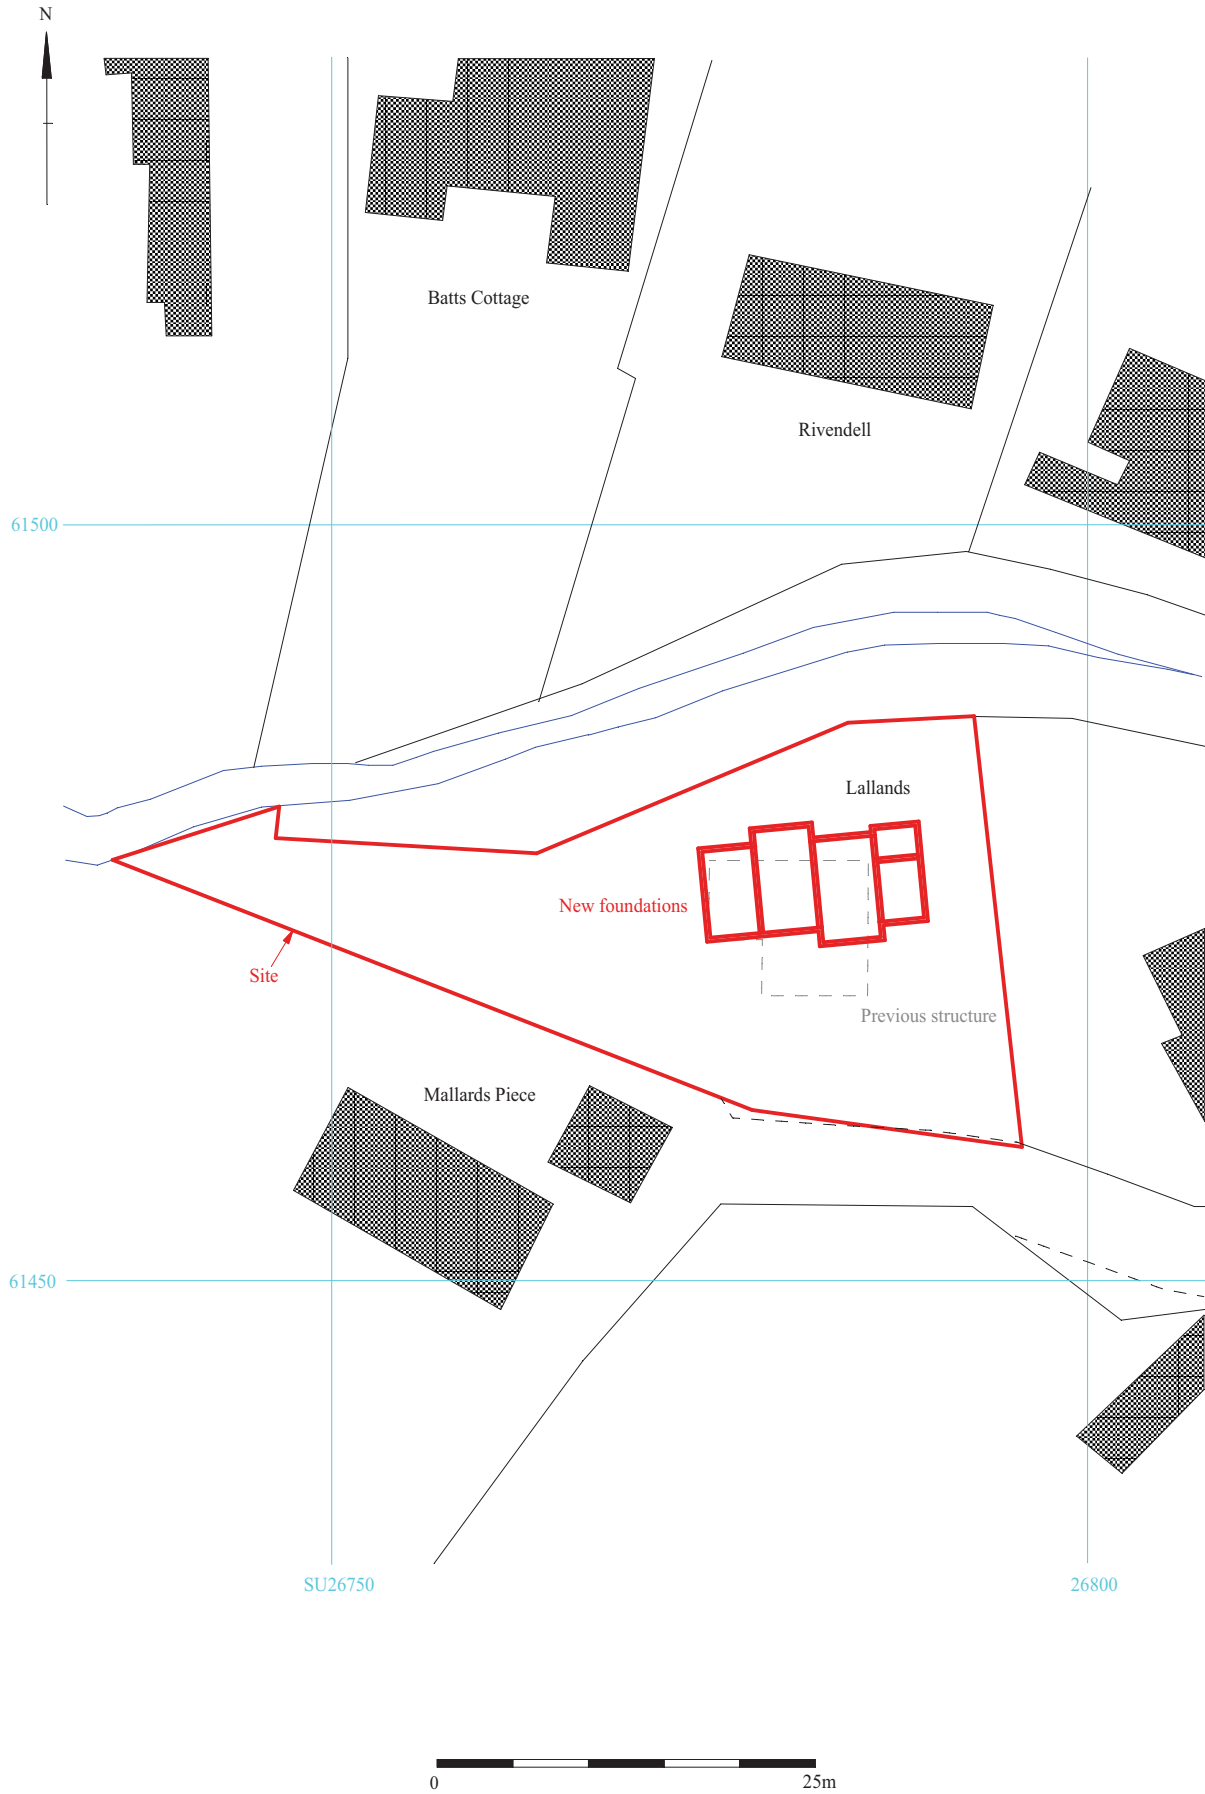 N
Batts Cottage
Rivendell
61500
Lallands
New foundations
Site
Previous structure
Mallards Piece
61450
SU26750
26800
0
25m